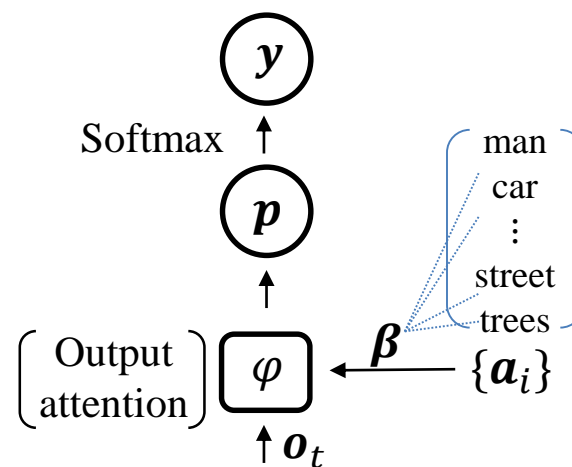 y
Softmax
p
man
car
⋮
street
trees
β
Output
attention
φ
{a_i}
o_t